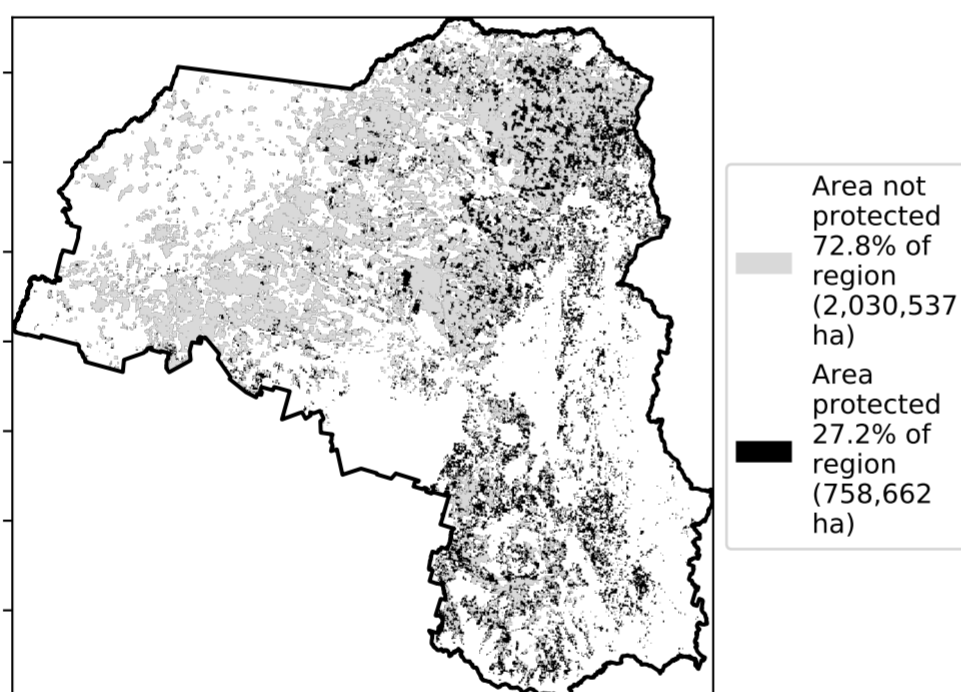 Area not
protected
72.8% of
region
(2,030,537
ha)
Area
protected
27.2% of
region
(758,662
ha)